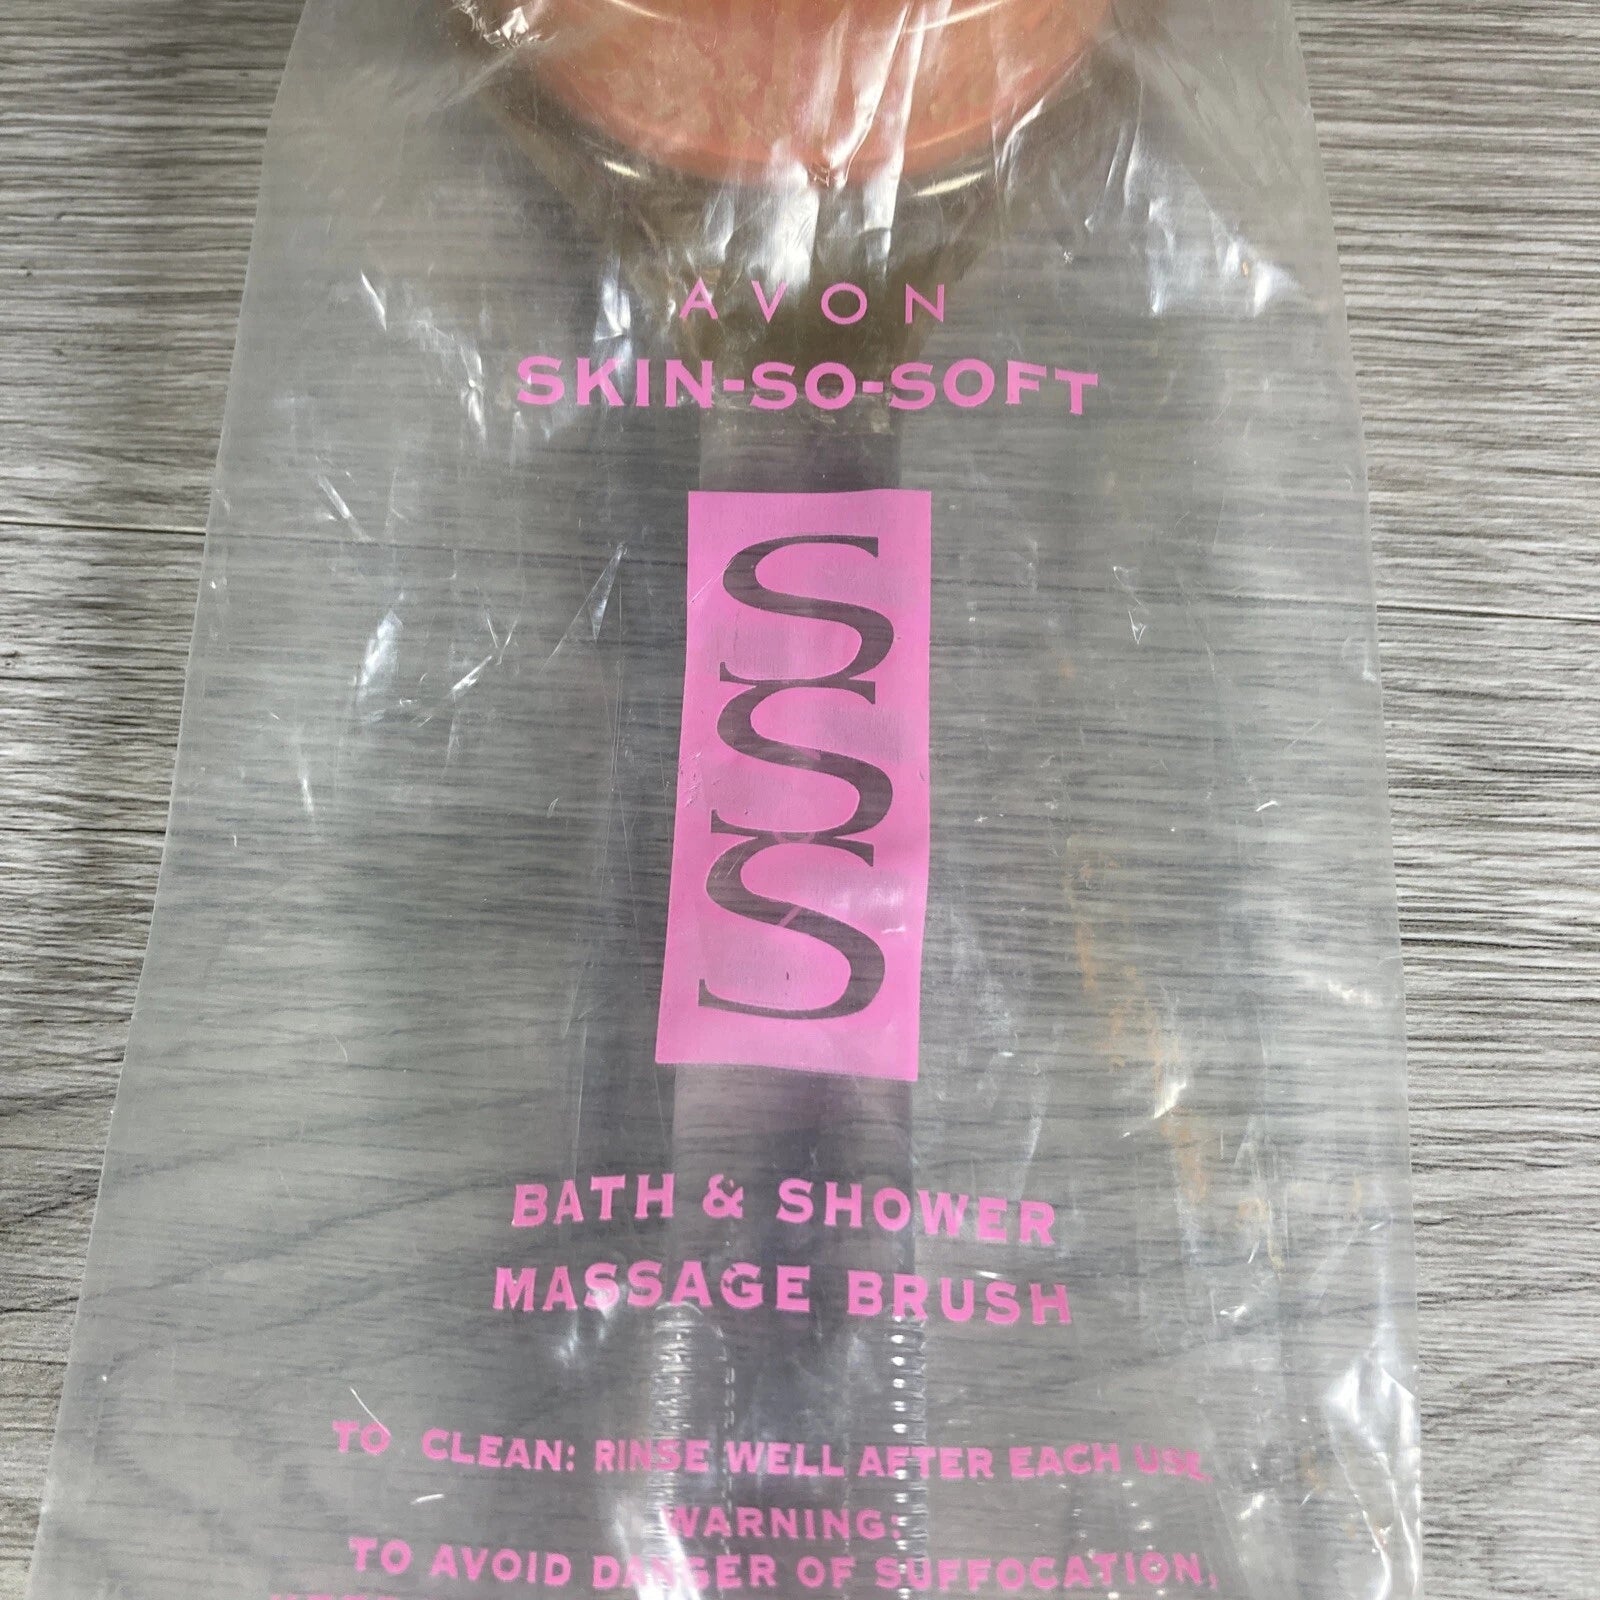 AVON
SKIN-SO-SOFT
S
S
S
BATH & SHOWER
MASSAGE BRUSH
TO CLEAN: RINSE WELL AFTER EACH USE
WARNING:
TO AVOID DANGER OF SUFFOCATION,